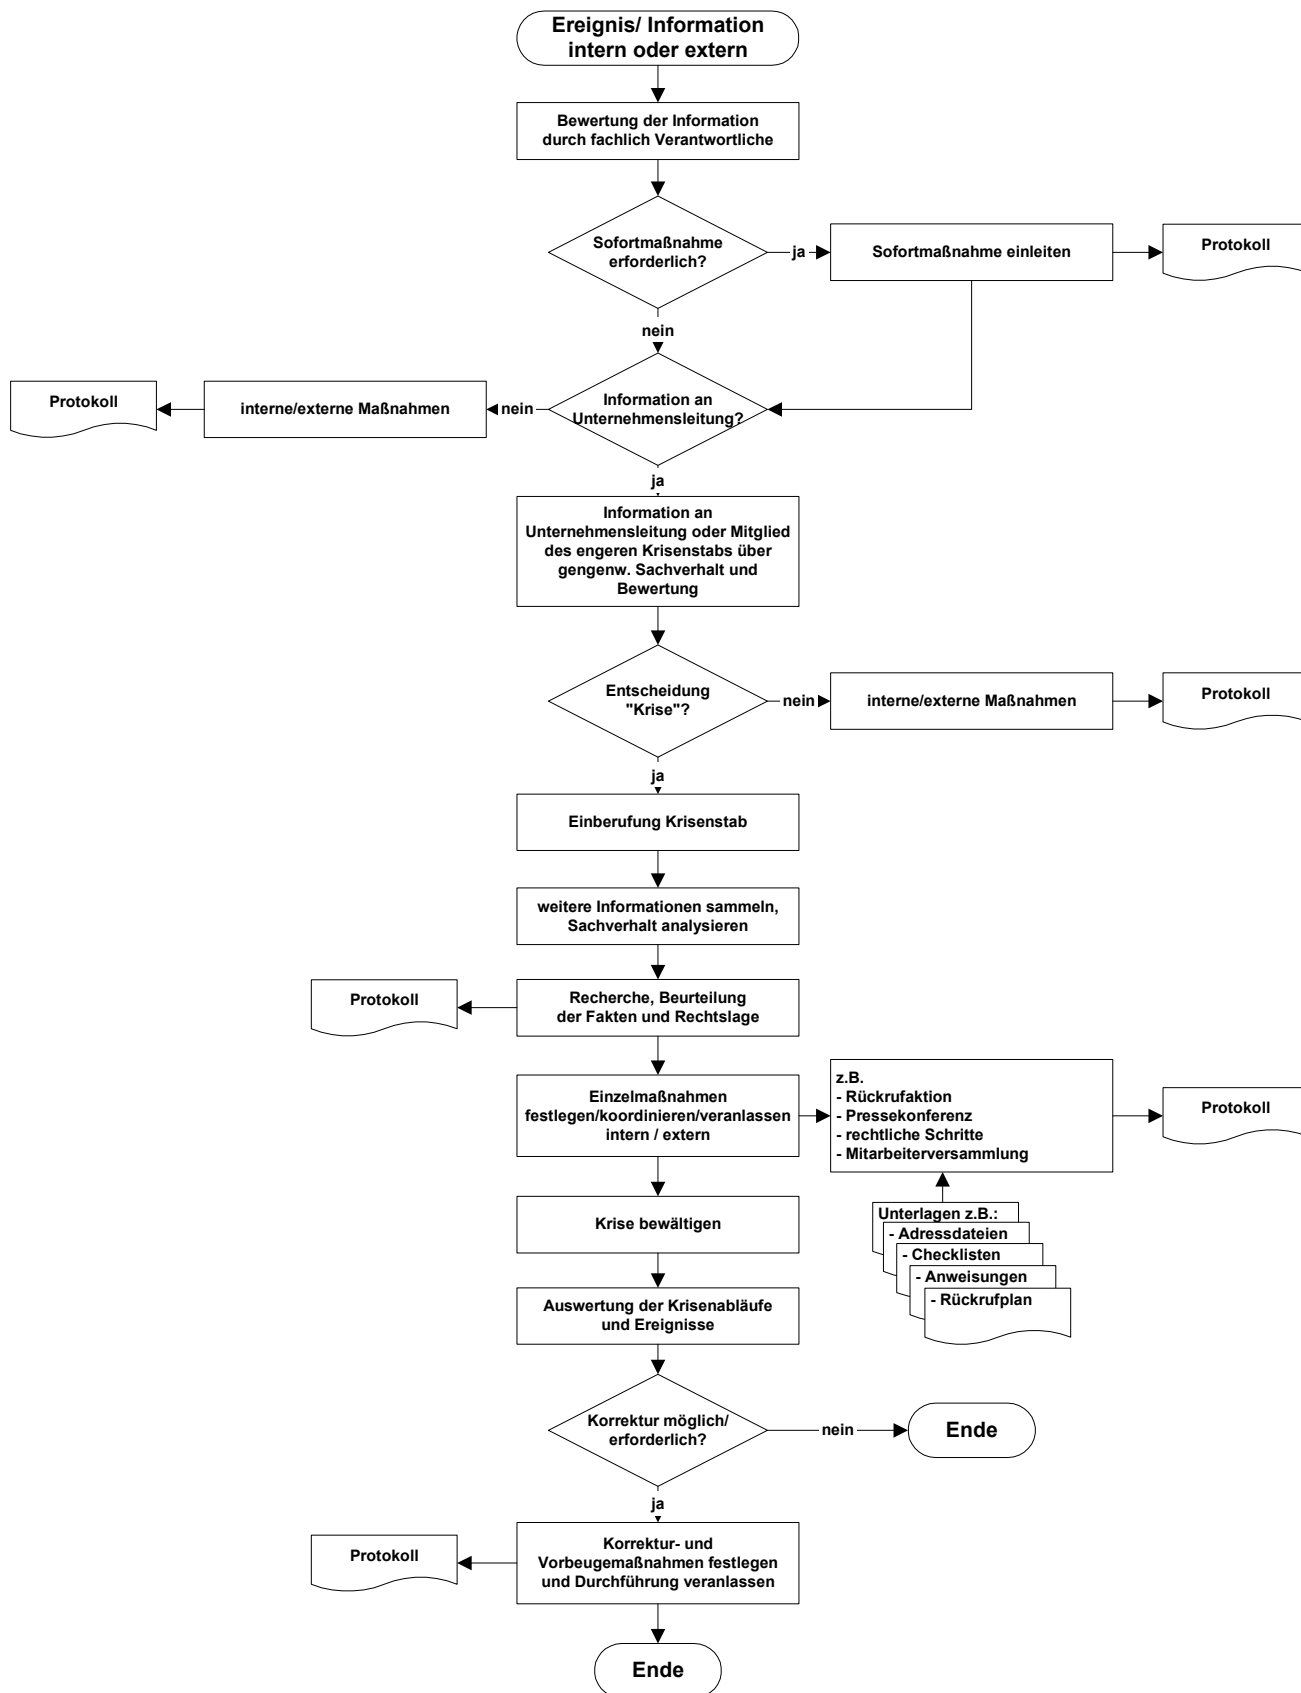 Ereignis/ Information
intern oder extern
Bewertung der Information
durch fachlich Verantwortliche
Sofortmaßnahme
erforderlich?
ja
Sofortmaßnahme einleiten
Protokoll
nein
Information an
Unternehmensleitung?
nein
interne/externe Maßnahmen
Protokoll
ja
Information an
Unternehmensleitung oder Mitglied
des engeren Krisenstabs über
gengenw. Sachverhalt und
Bewertung
Entscheidung
"Krise"?
nein
interne/externe Maßnahmen
Protokoll
ja
Einberufung Krisenstab
weitere Informationen sammeln,
Sachverhalt analysieren
Recherche, Beurteilung
der Fakten und Rechtslage
Protokoll
Einzelmaßnahmen
festlegen/koordinieren/veranlassen
intern / extern
z.B.
- Rückrufaktion
- Pressekonferenz
- rechtliche Schritte
- Mitarbeiterversammlung
Protokoll
Unterlagen z.B.:
- Adressdateien
- Checklisten
- Anweisungen
- Rückrufplan
Krise bewältigen
Auswertung der Krisenabläufe
und Ereignisse
Korrektur möglich/
erforderlich?
nein
Ende
ja
Korrektur- und
Vorbeugemaßnahmen festlegen
und Durchführung veranlassen
Protokoll
Ende